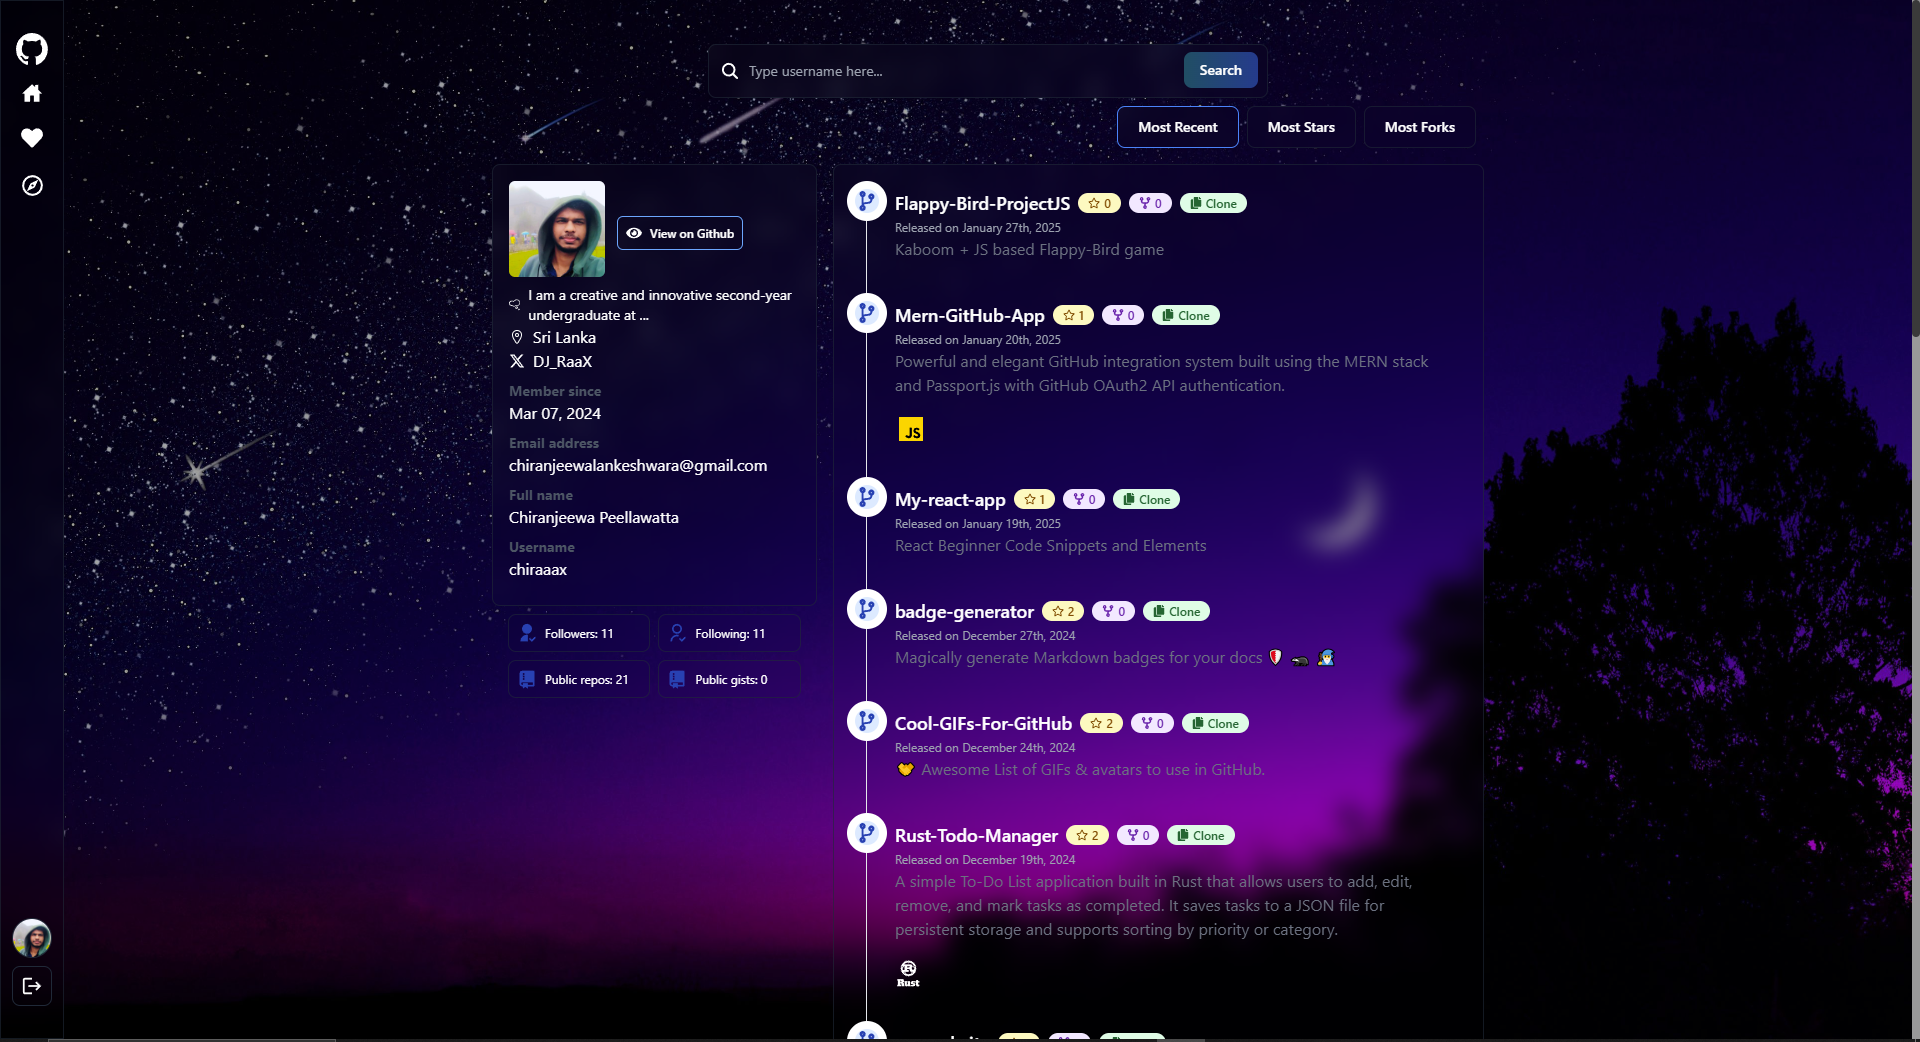 Type username here...
Search
Most Recent
Most Stars
Most Forks
View on Github
I am a creative and innovative second-year
undergraduate at ...
Sri Lanka
DJ_RaaX
Member since
Mar 07, 2024
Email address
chiranjeewalankeshwara@gmail.com
Full name
Chiranjeewa Peellawatta
Username
chiraaax
Followers: 11
Following: 11
Public repos: 21
Public gists: 0
Flappy-Bird-ProjectJS 0 0 Clone
Released on January 27th, 2025
Kaboom + JS based Flappy-Bird game
Mern-GitHub-App 1 0 Clone
Released on January 20th, 2025
Powerful and elegant GitHub integration system built using the MERN stack
and Passport.js with GitHub OAuth2 API authentication.
JS
My-react-app 1 0 Clone
Released on January 19th, 2025
React Beginner Code Snippets and Elements
badge-generator 2 0 Clone
Released on December 27th, 2024
Magically generate Markdown badges for your docs
Cool-GIFs-For-GitHub 2 0 Clone
Released on December 24th, 2024
Awesome List of GIFs & avatars to use in GitHub.
Rust-Todo-Manager 2 0 Clone
Released on December 19th, 2024
A simple To-Do List application built in Rust that allows users to add, edit,
remove, and mark tasks as completed. It saves tasks to a JSON file for
persistent storage and supports sorting by priority or category.
Rust